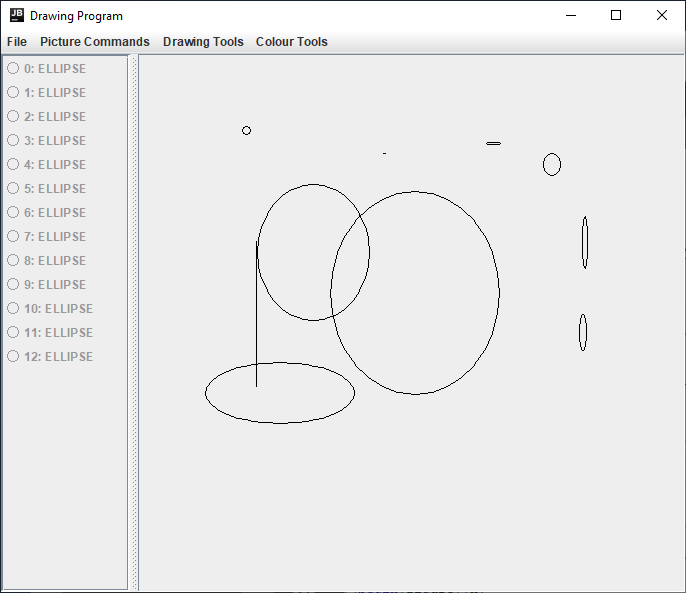 JB Drawing Program
File Picture Commands Drawing Tools Colour Tools
0: ELLIPSE
1: ELLIPSE
2: ELLIPSE
3: ELLIPSE
4: ELLIPSE
5: ELLIPSE
6: ELLIPSE
7: ELLIPSE
8: ELLIPSE
9: ELLIPSE
10: ELLIPSE
11: ELLIPSE
12: ELLIPSE